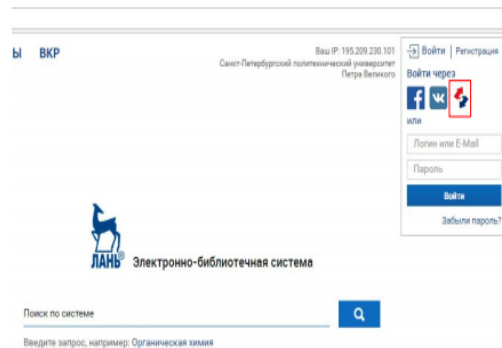 Ы ВКР
Ваш IP: 195.209.230.101
Санкт-Петербургский политехнический университет
Петра Великого
Войти | Регистрация
Войти через
или
Логин или E-Mail
Пароль
Войти
Забыли пароль?
ЛАНЬ® Электронно-библиотечная система
Поиск по системе
Введите запрос, например: Органическая химия